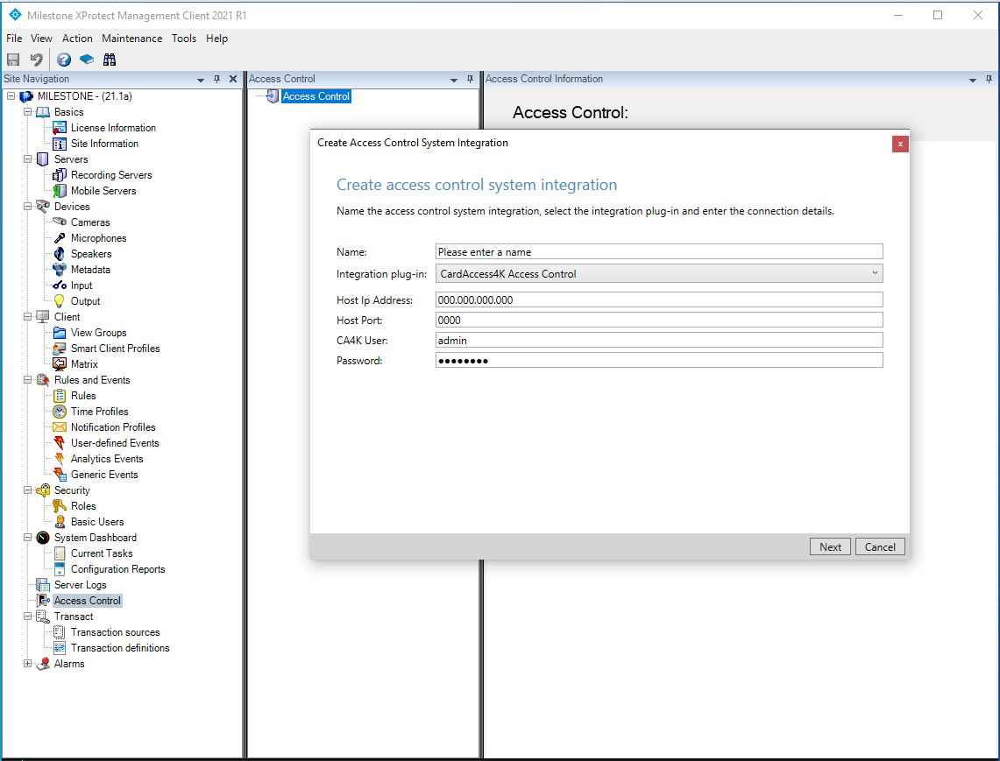 Milestone XProtect Management Client 2021 R1
File View Action Maintenance Tools Help
Site Navigation
MILESTONE - (21.1a)
Basics
License Information
Site Information
Servers
Recording Servers
Mobile Servers
Devices
Cameras
Microphones
Speakers
Metadata
Input
Output
Client
View Groups
Smart Client Profiles
Matrix
Rules and Events
Rules
Time Profiles
Notification Profiles
User-defined Events
Analytics Events
Generic Events
Security
Roles
Basic Users
System Dashboard
Current Tasks
Configuration Reports
Server Logs
Access Control
Transact
Transaction sources
Transaction definitions
Alarms
Access Control
Access Control
Access Control Information
Access Control:
Create Access Control System Integration
x
Create access control system integration
Name the access control system integration, select the integration plug-in and enter the connection details.
Name: Please enter a name
Integration plug-in: CardAccess4K Access Control
Host Ip Address: 000.000.000.000
Host Port: 0000
CA4K User: admin
Password: ●●●●●●●●
Next Cancel